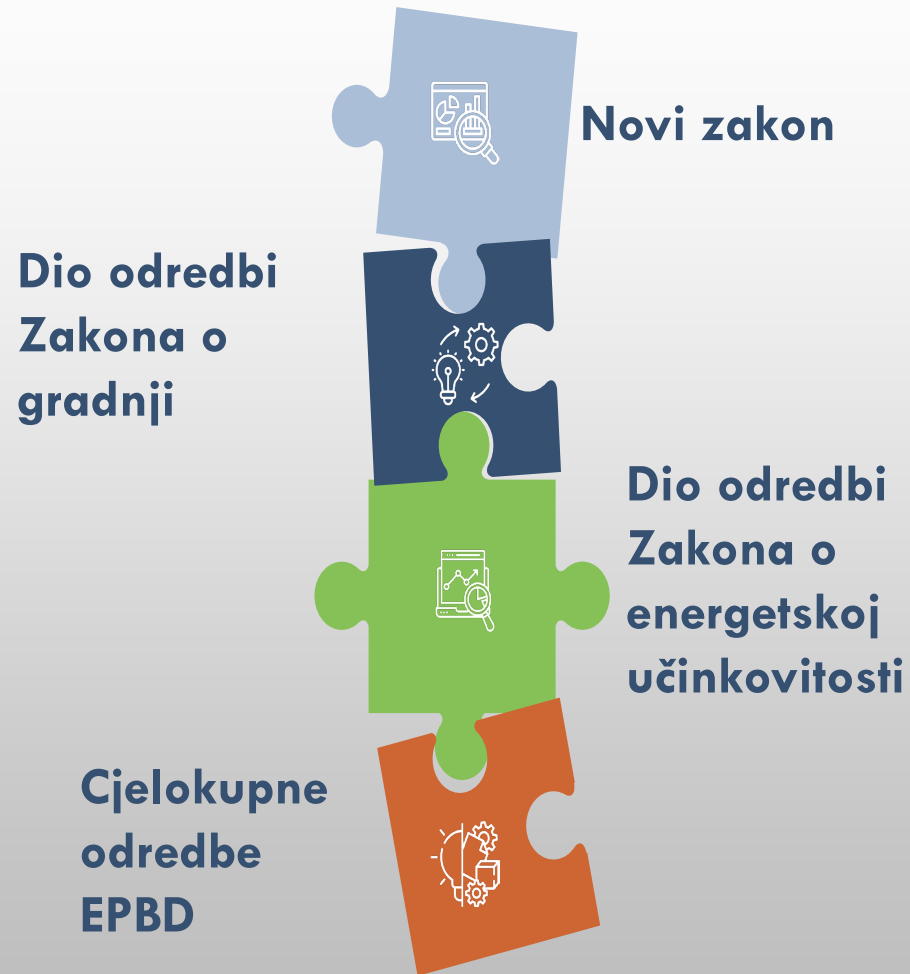 Novi zakon
Dio odredbi
Zakona o
gradnji
Dio odredbi
Zakona o
energetskoj
učinkovitosti
Cjelokupne
odredbe
EPBD